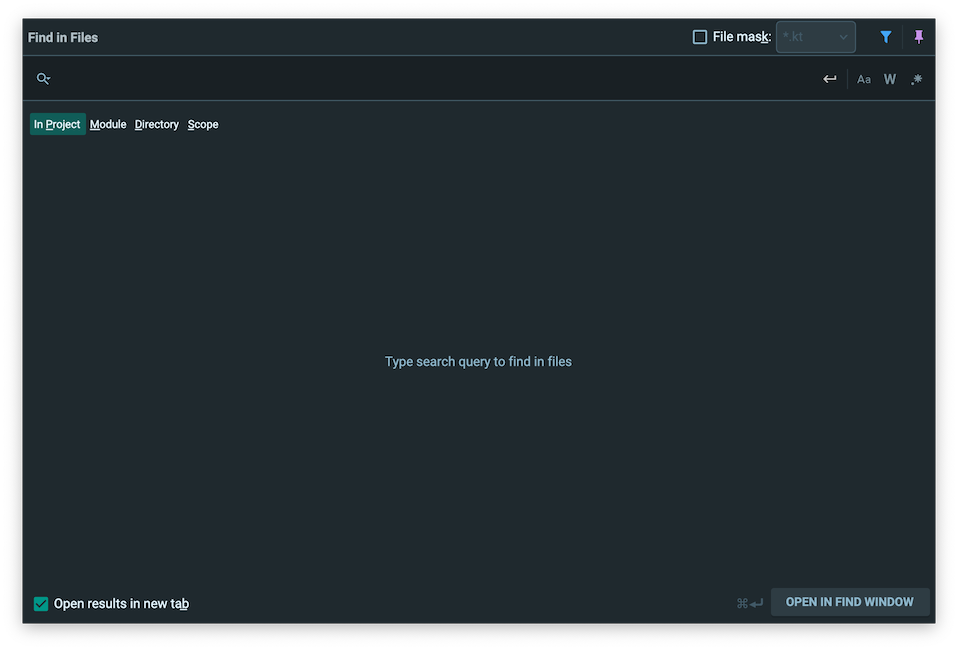 Find in Files
File mask: *.kt
Aa W .*
In Project Module Directory Scope
Type search query to find in files
Open results in new tab
⌘↵ OPEN IN FIND WINDOW